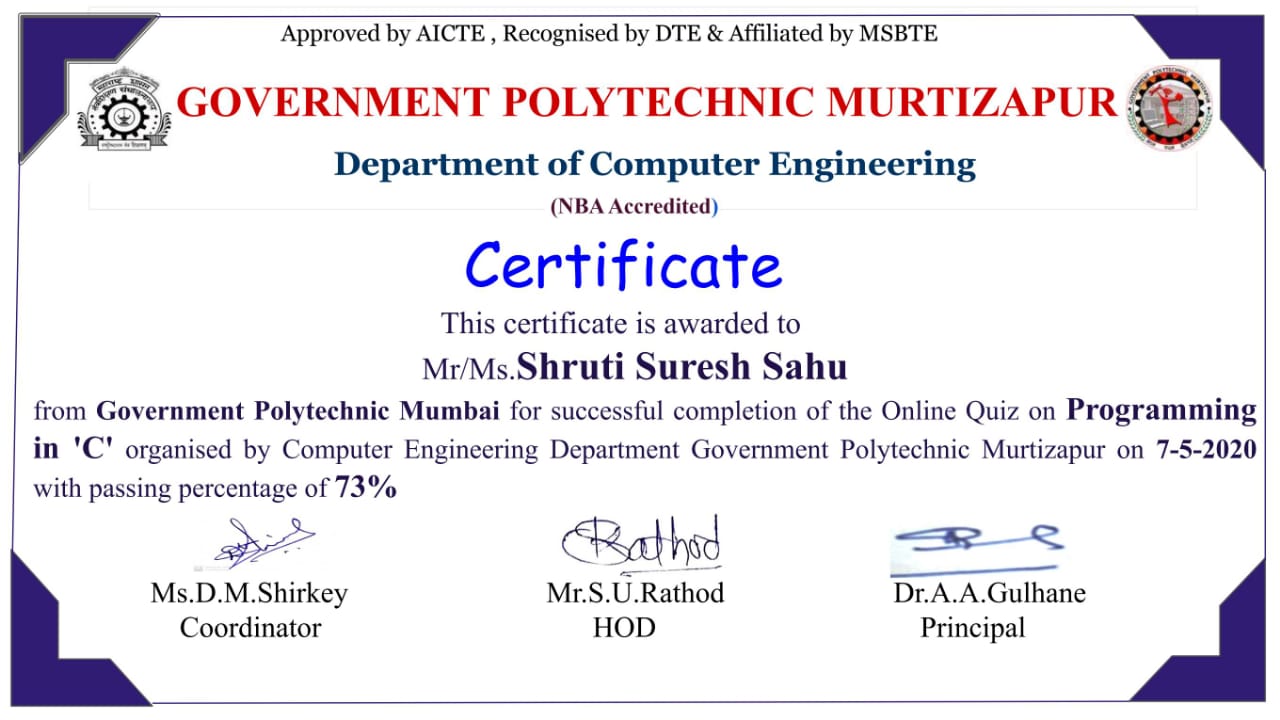 Approved by AICTE , Recognised by DTE & Affiliated by MSBTE
GOVERNMENT POLYTECHNIC MURTIZAPUR
Department of Computer Engineering
(NBA Accredited)
Certificate
This certificate is awarded to
Mr/Ms.Shruti Suresh Sahu
from Government Polytechnic Mumbai for successful completion of the Online Quiz on Programming
in 'C' organised by Computer Engineering Department Government Polytechnic Murtizapur on 7-5-2020
with passing percentage of 73%
Rathod
Ms.D.M.Shirkey
Mr.S.U.Rathod
Dr.A.A.Gulhane
Coordinator
HOD
Principal